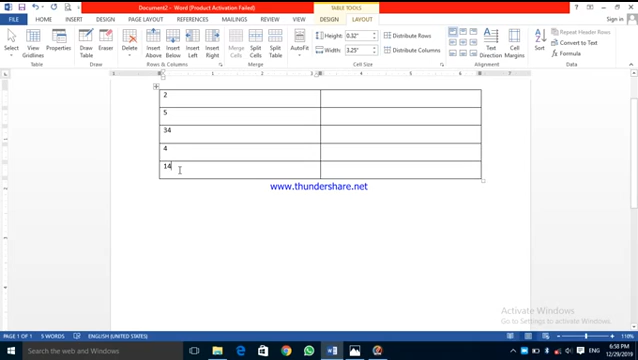 Document2 - Word (Product Activation Failed)
TABLE TOOLS
FILE HOME INSERT DESIGN PAGE LAYOUT REFERENCES MAILINGS REVIEW VIEW DESIGN LAYOUT
Sign in
Select View Gridlines Properties
Draw Table Eraser
Delete Insert Above Insert Below Insert Left Insert Right
Merge Cells Split Cells Split Table
AutoFit
Height: 0.32"
Width: 3.25"
Distribute Rows
Distribute Columns
Text Direction Cell Margins
Sort
Repeat Header Rows
Convert to Text
Formula
Table Draw Rows & Columns Merge Cell Size Alignment Data
2
5
34
4
14
www.thundershare.net
Activate Windows
Go to Settings to activate Windows.
PAGE 1 OF 1 5 WORDS ENGLISH (UNITED STATES)
110%
Search the web and Windows
ENG
6:58 PM
12/28/2019